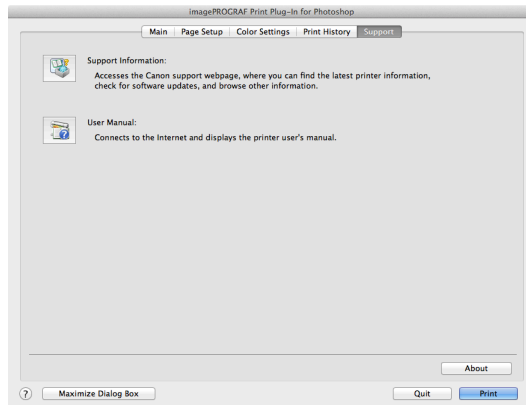 imagePROGRAF Print Plug-In for Photoshop
Main Page Setup Color Settings Print History Support
Support Information:
Accesses the Canon support webpage, where you can find the latest printer information,
check for software updates, and browse other information.
User Manual:
Connects to the Internet and displays the printer user's manual.
About
? Maximize Dialog Box Quit Print